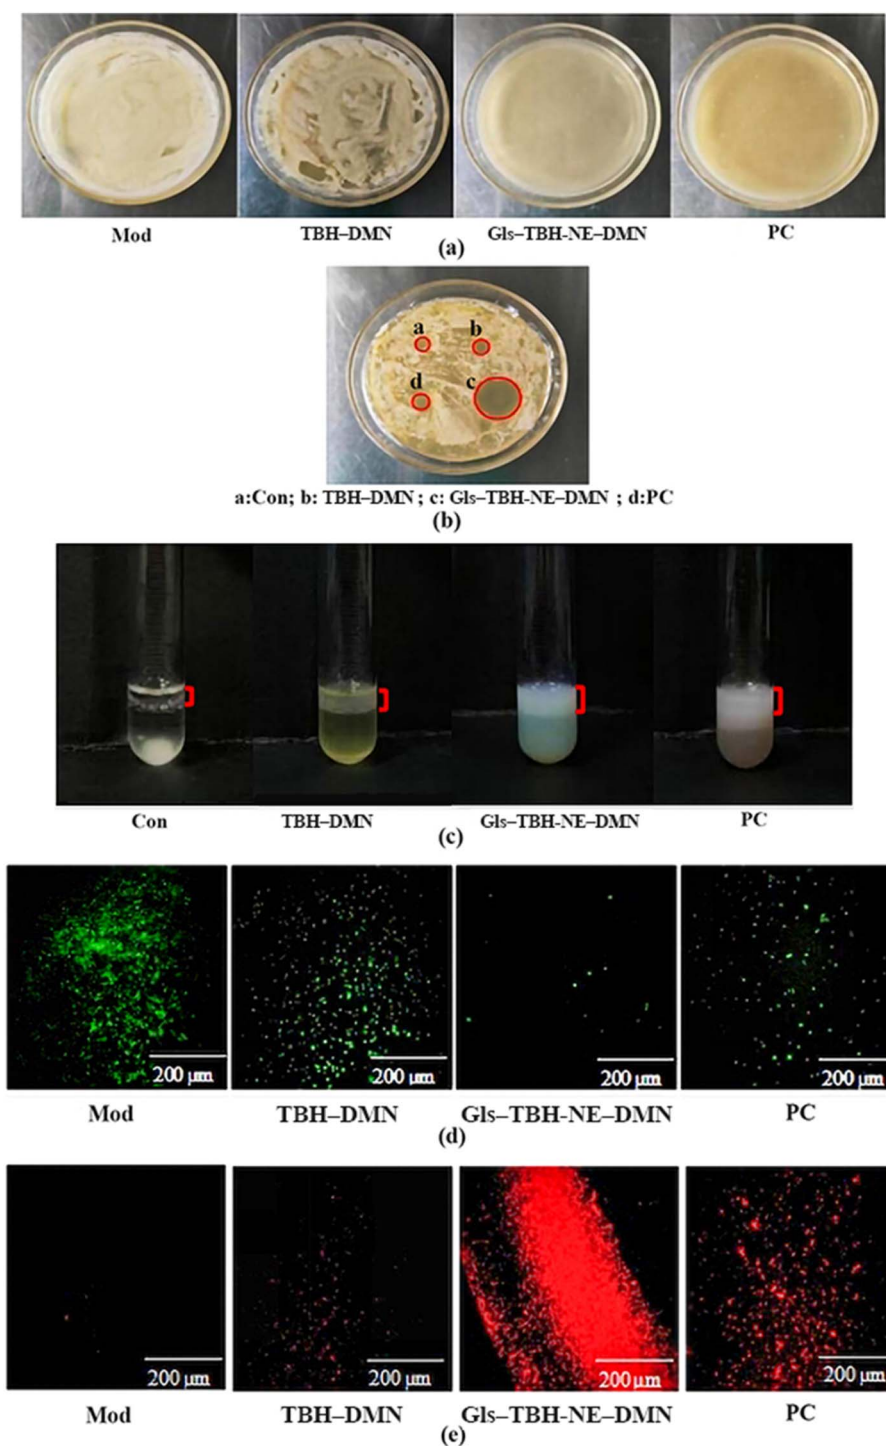 Mod TBH–DMN Gls–TBH-NE–DMN PC
(a)
a b
d c
a:Con; b: TBH–DMN ; c: Gls–TBH-NE–DMN ; d:PC
(b)
Con TBH–DMN Gls–TBH-NE–DMN PC
(c)
200 μm 200 μm 200 μm 200 μm
Mod TBH–DMN Gls–TBH-NE–DMN PC
(d)
200 μm 200 μm 200 μm 200 μm
Mod TBH–DMN Gls–TBH-NE–DMN PC
(e)